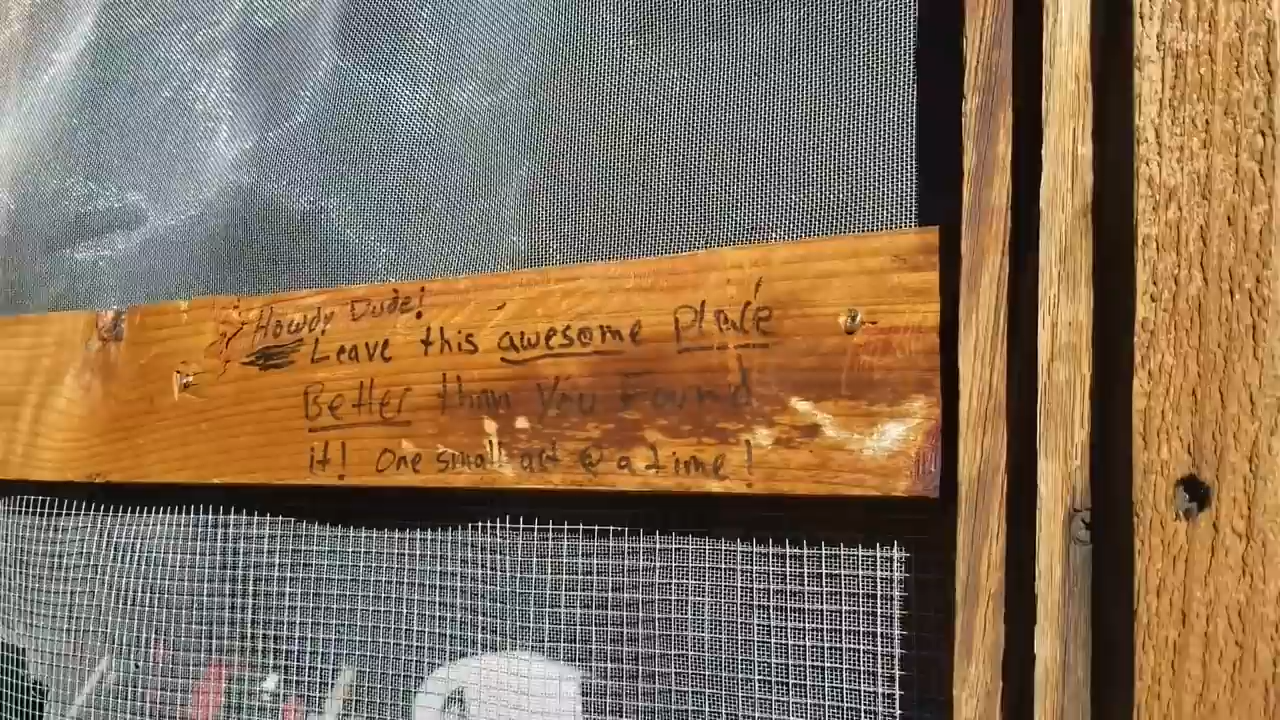 Howdy Dude!
Leave this awesome place
Better than You Found
it! One small act @ a time!